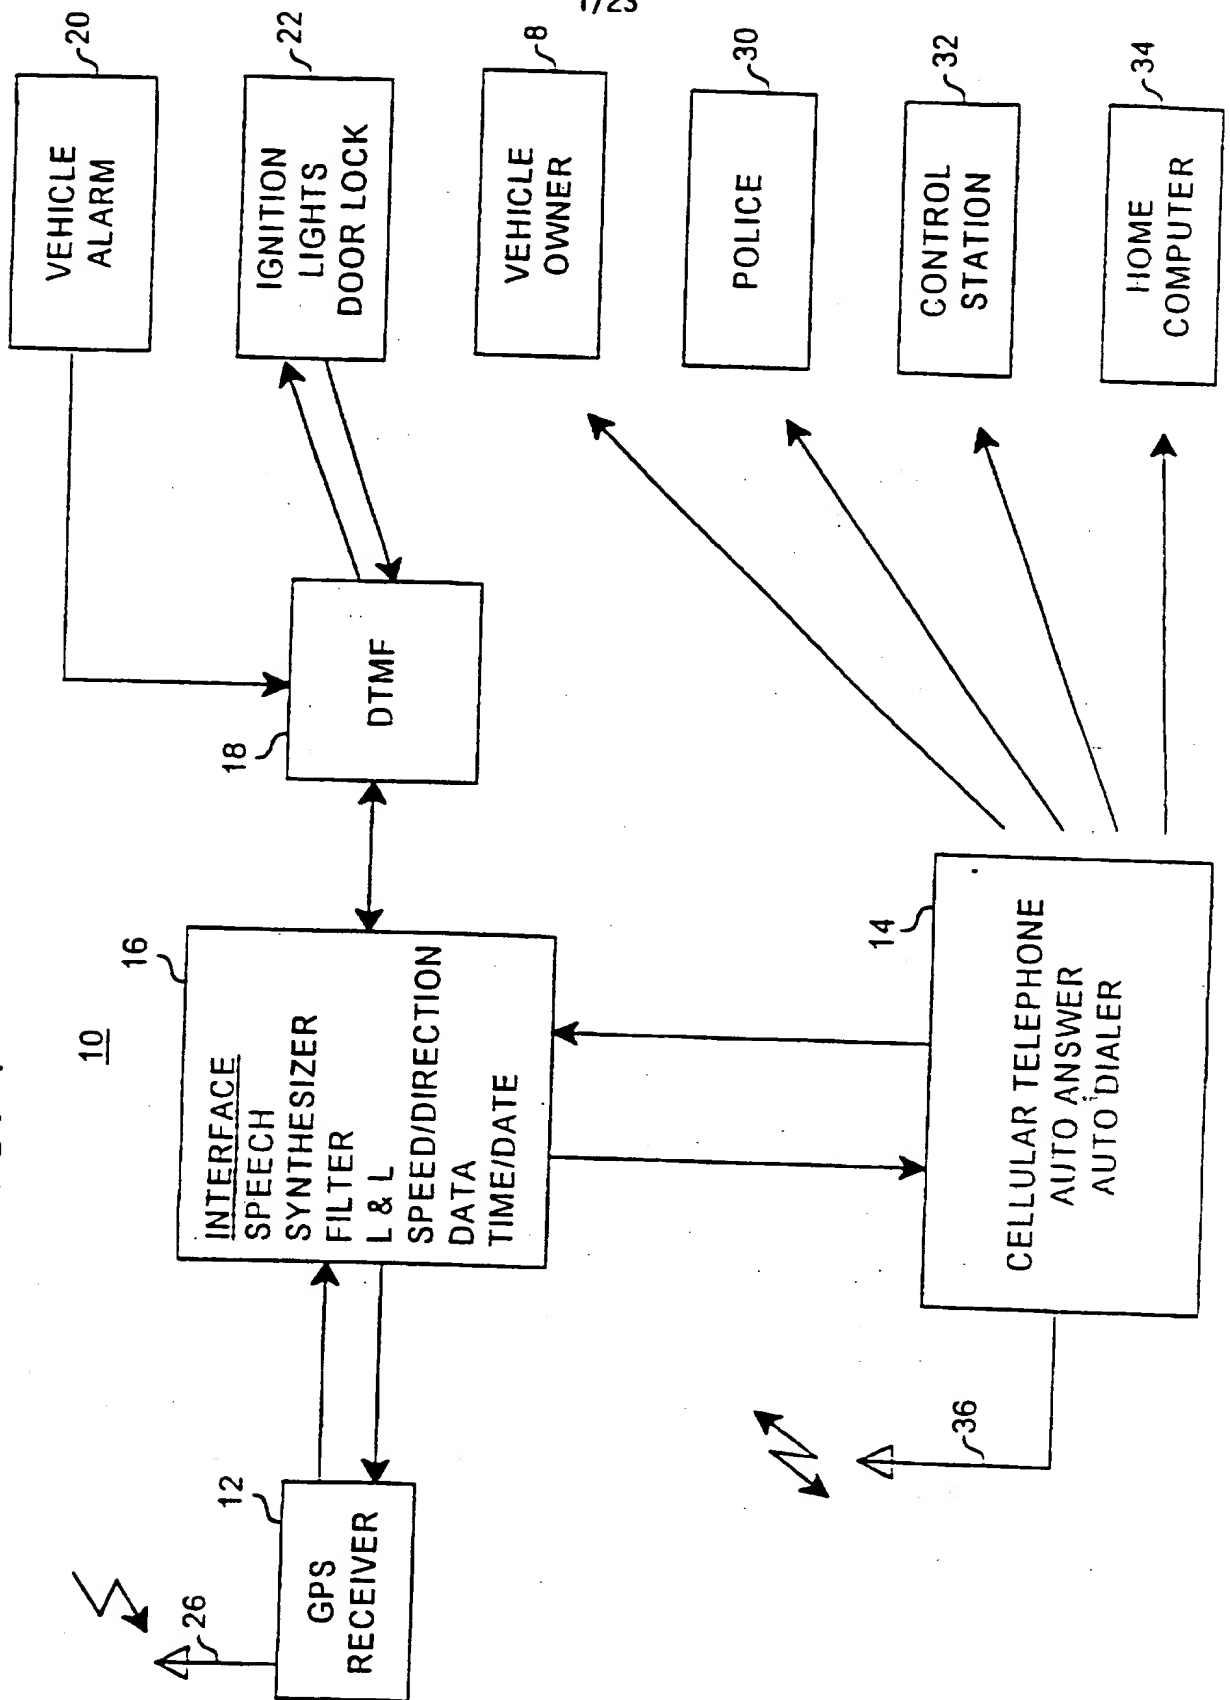 1/23
10
20
VEHICLE
ALARM
22
IGNITION
LIGHTS
DOOR LOCK
8
VEHICLE
OWNER
30
POLICE
32
CONTROL
STATION
34
HOME
COMPUTER
18
DTMF
16
INTERFACE
SPEECH
SYNTHESIZER
FILTER
L & L
SPEED/DIRECTION
DATA
TIME/DATE
14
CELLULAR TELEPHONE
AUTO ANSWER
AUTO DIALER
12
GPS
RECEIVER
26
36